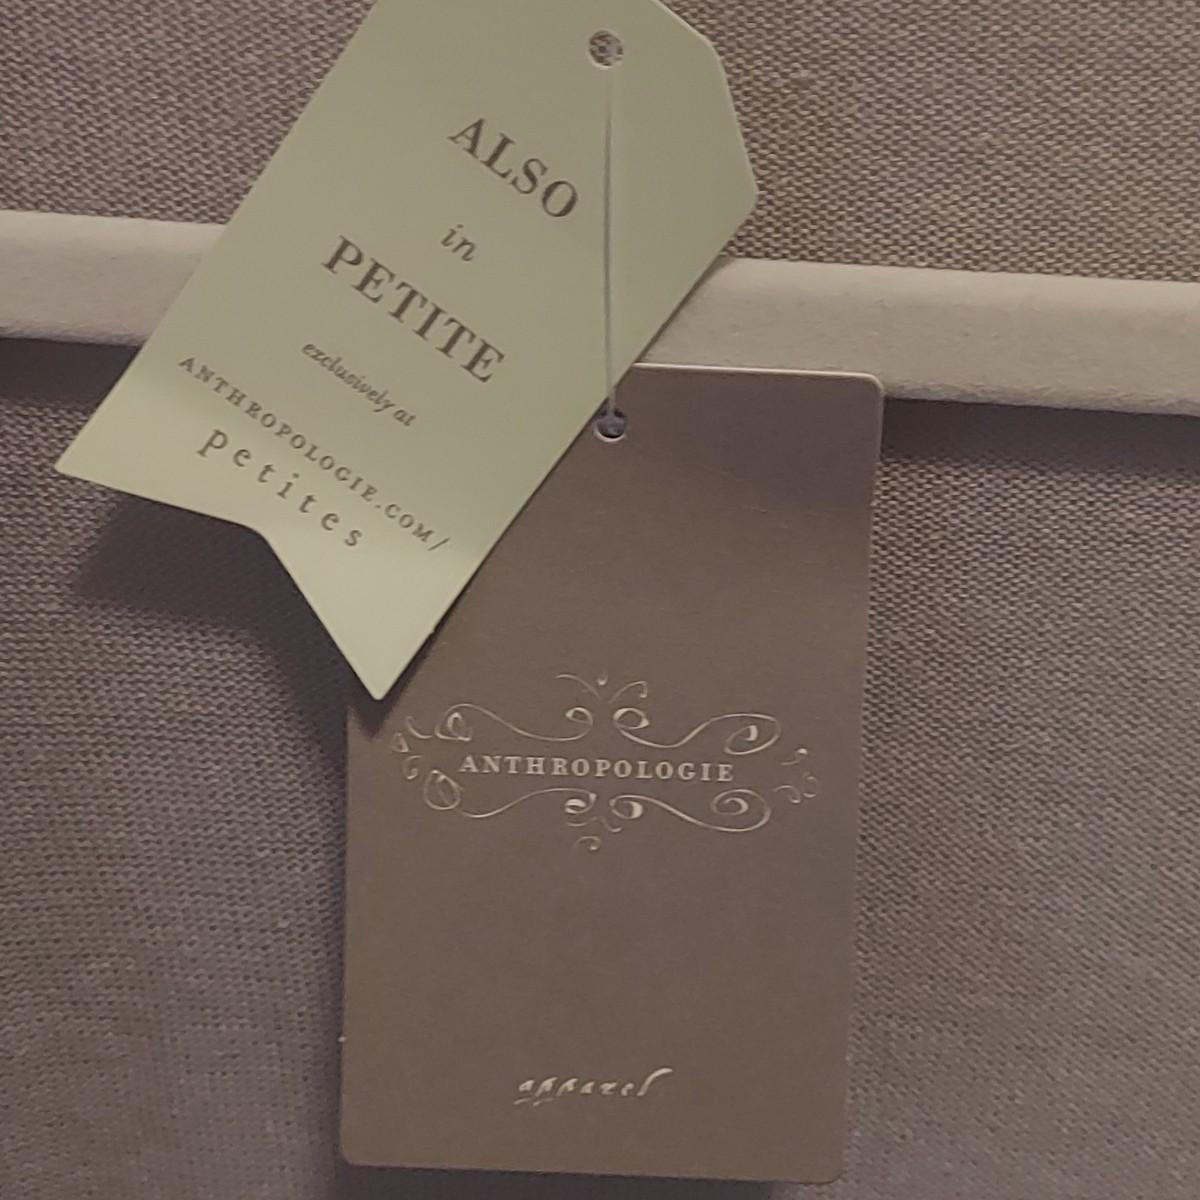 ALSO
in
PETITE
exclusively at
ANTHROPOLOGIE.COM/
petites
ANTHROPOLOGIE
apparel